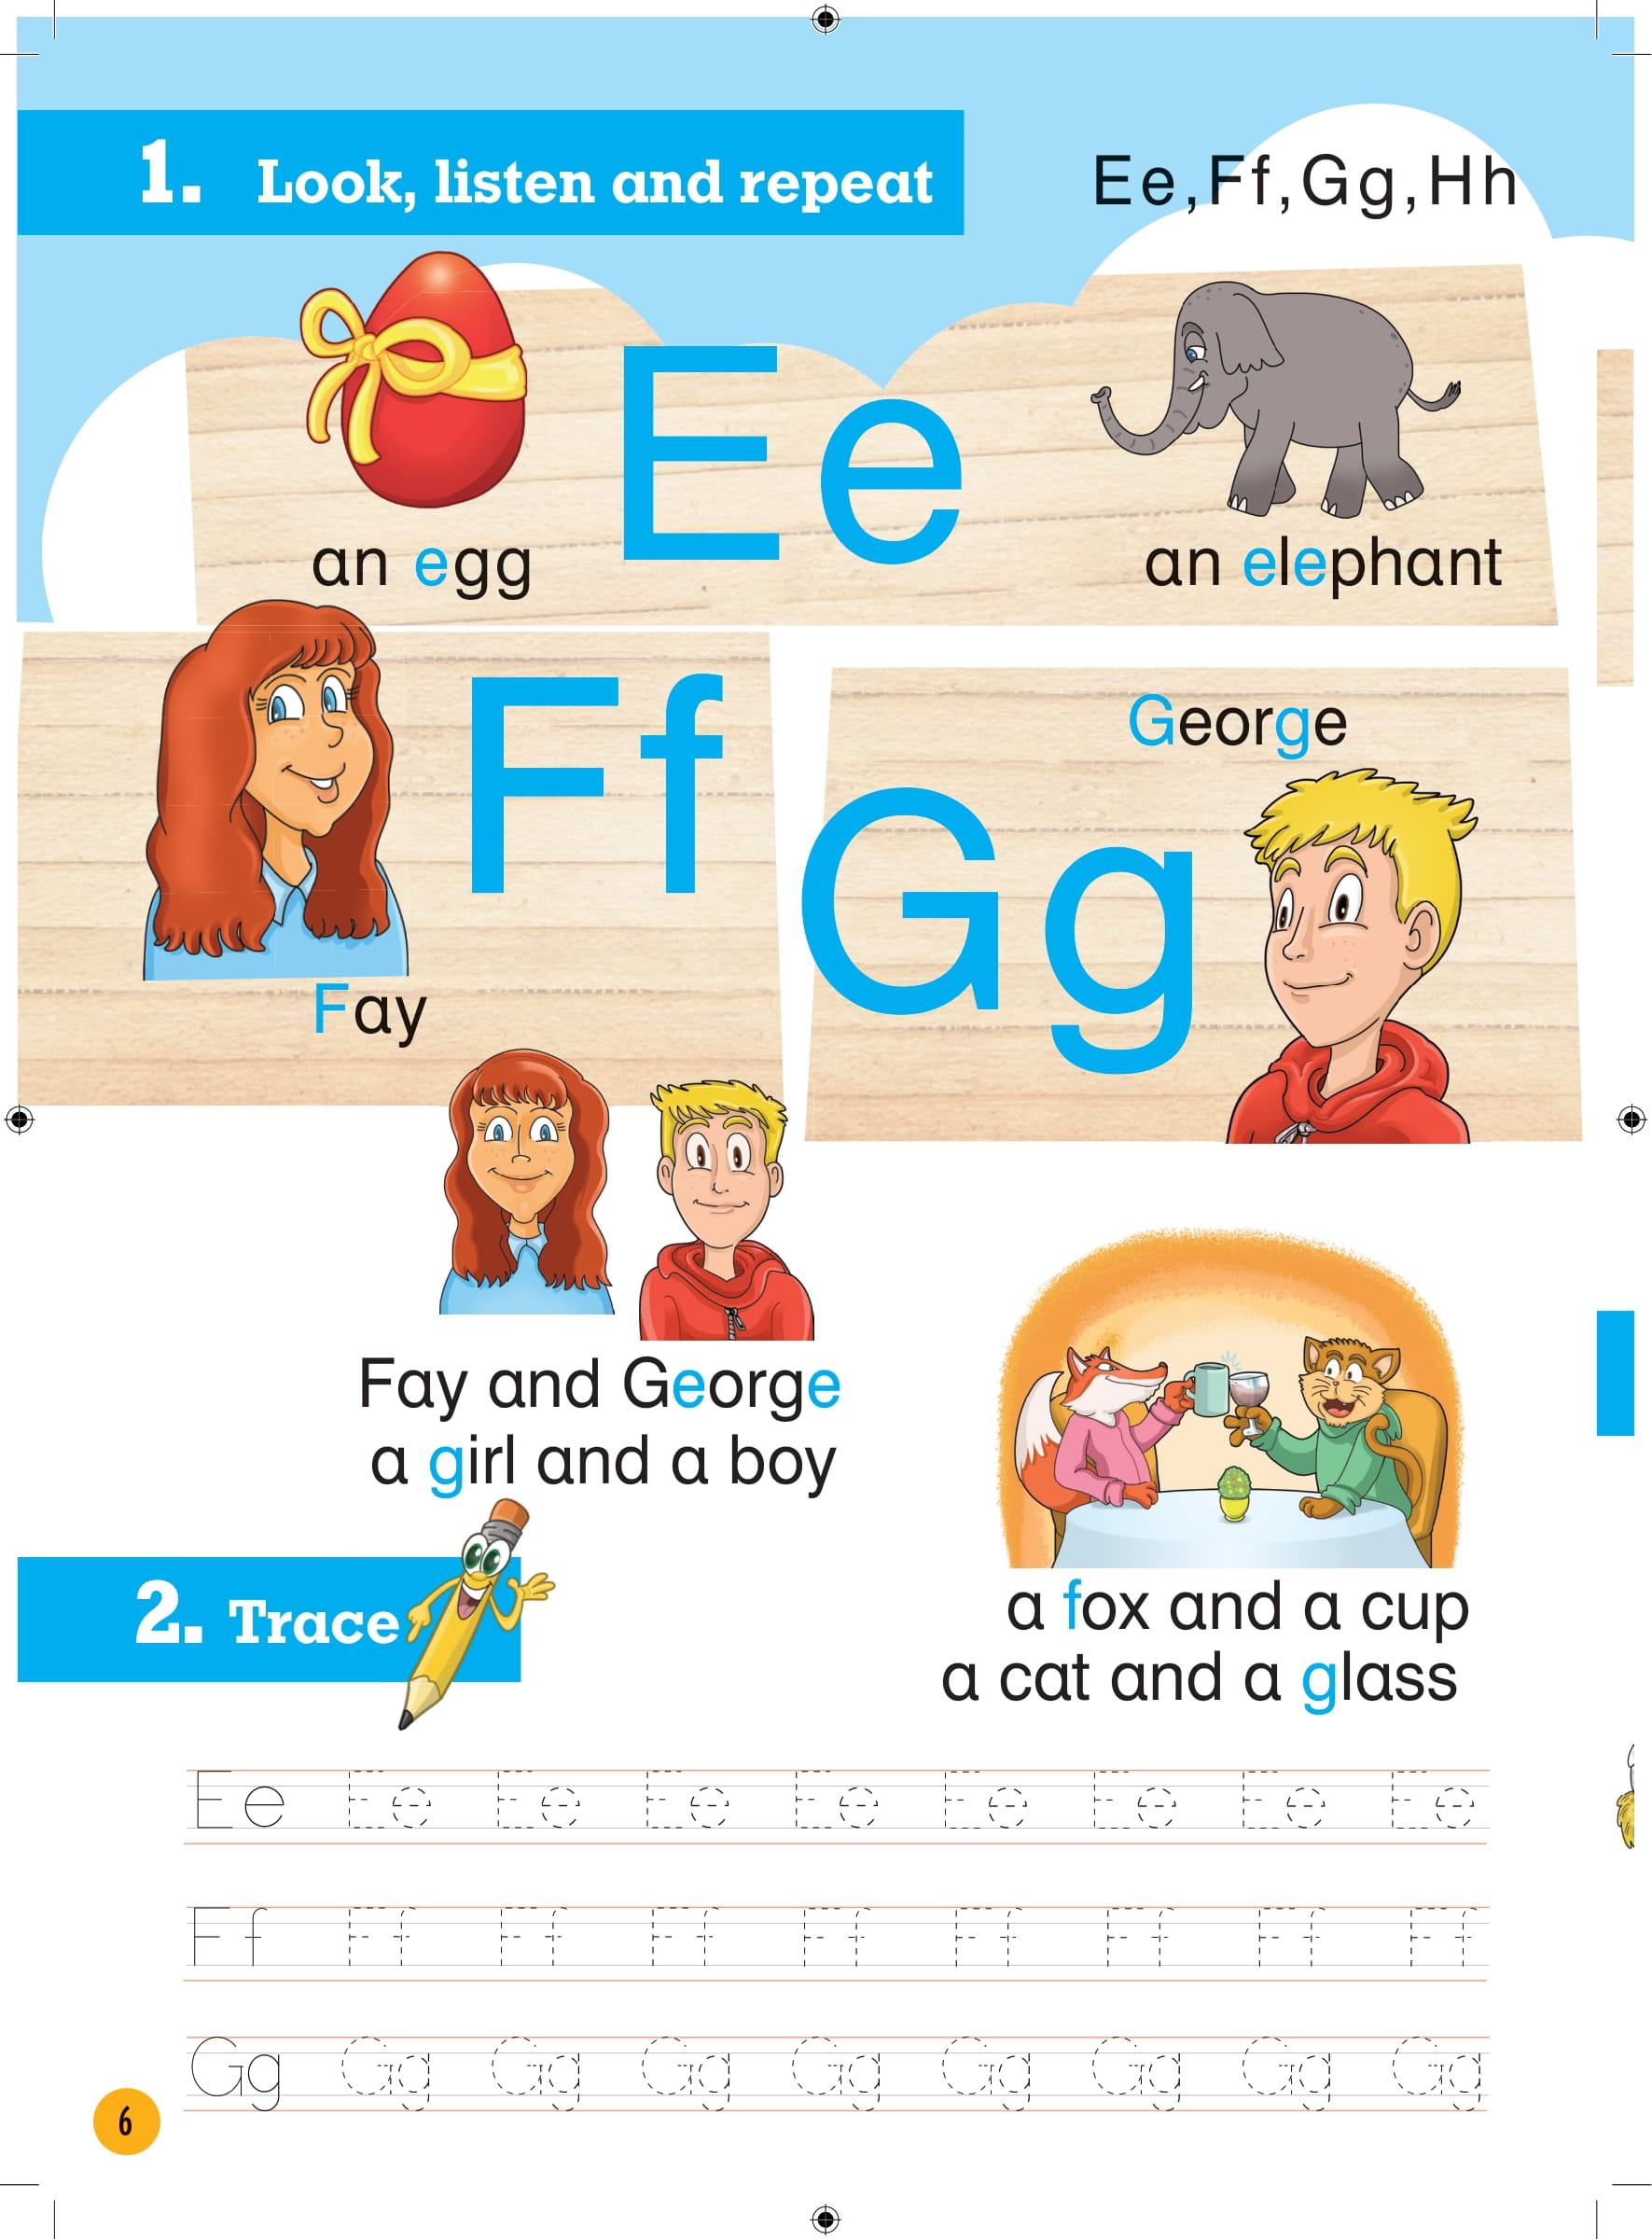 1. Look, listen and repeat
Ee, Ff, Gg, Hh
Ee
an egg
an elephant
Ff
Fay
George
Gg
Fay and George
a girl and a boy
a fox and a cup
a cat and a glass
2. Trace
Ee Ee Ee Ee Ee Ee Ee Ee Ee
Ff Ff Ff Ff Ff Ff Ff Ff Ff
Gg Gg Gg Gg Gg Gg Gg Gg Gg
6